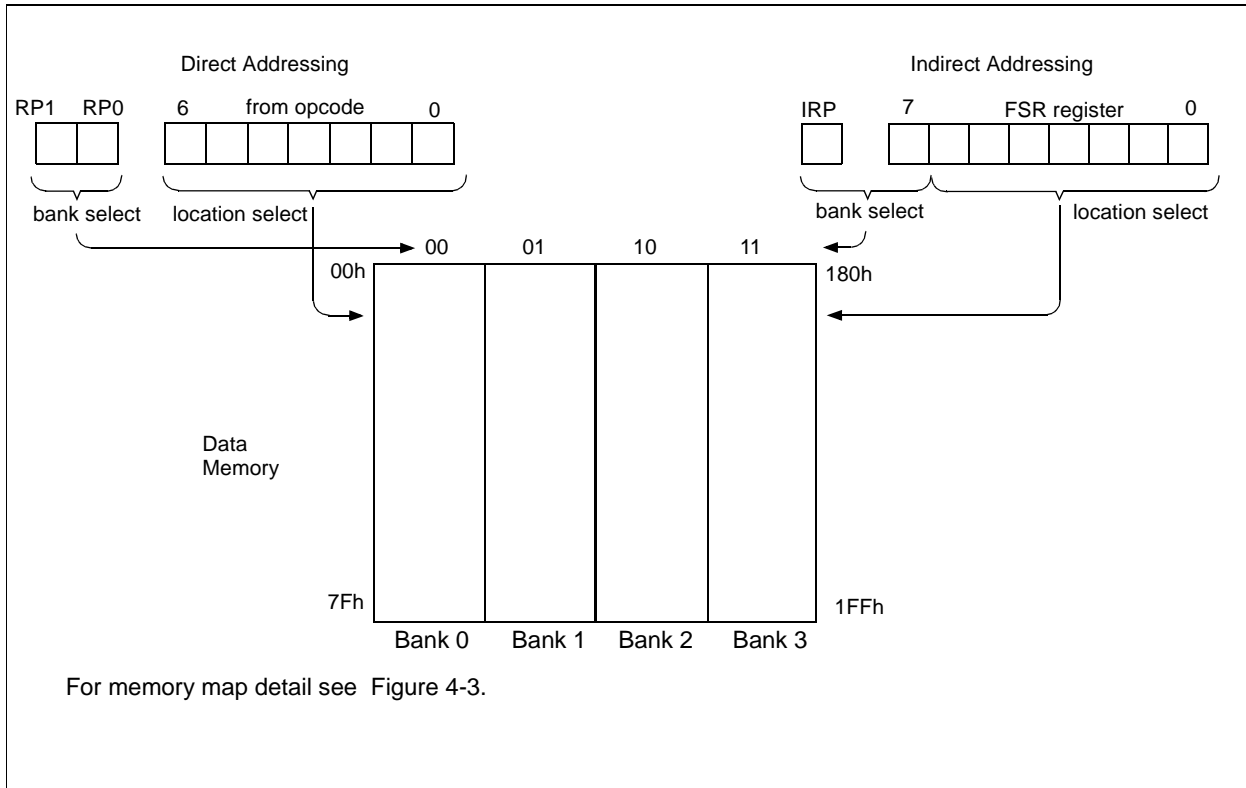 Direct Addressing
Indirect Addressing
RP1 RP0 6 from opcode 0
IRP 7 FSR register 0
bank select location select
bank select location select
00 01 10 11
00h
180h
Data
Memory
7Fh
1FFh
Bank 0 Bank 1 Bank 2 Bank 3
For memory map detail see Figure 4-3.